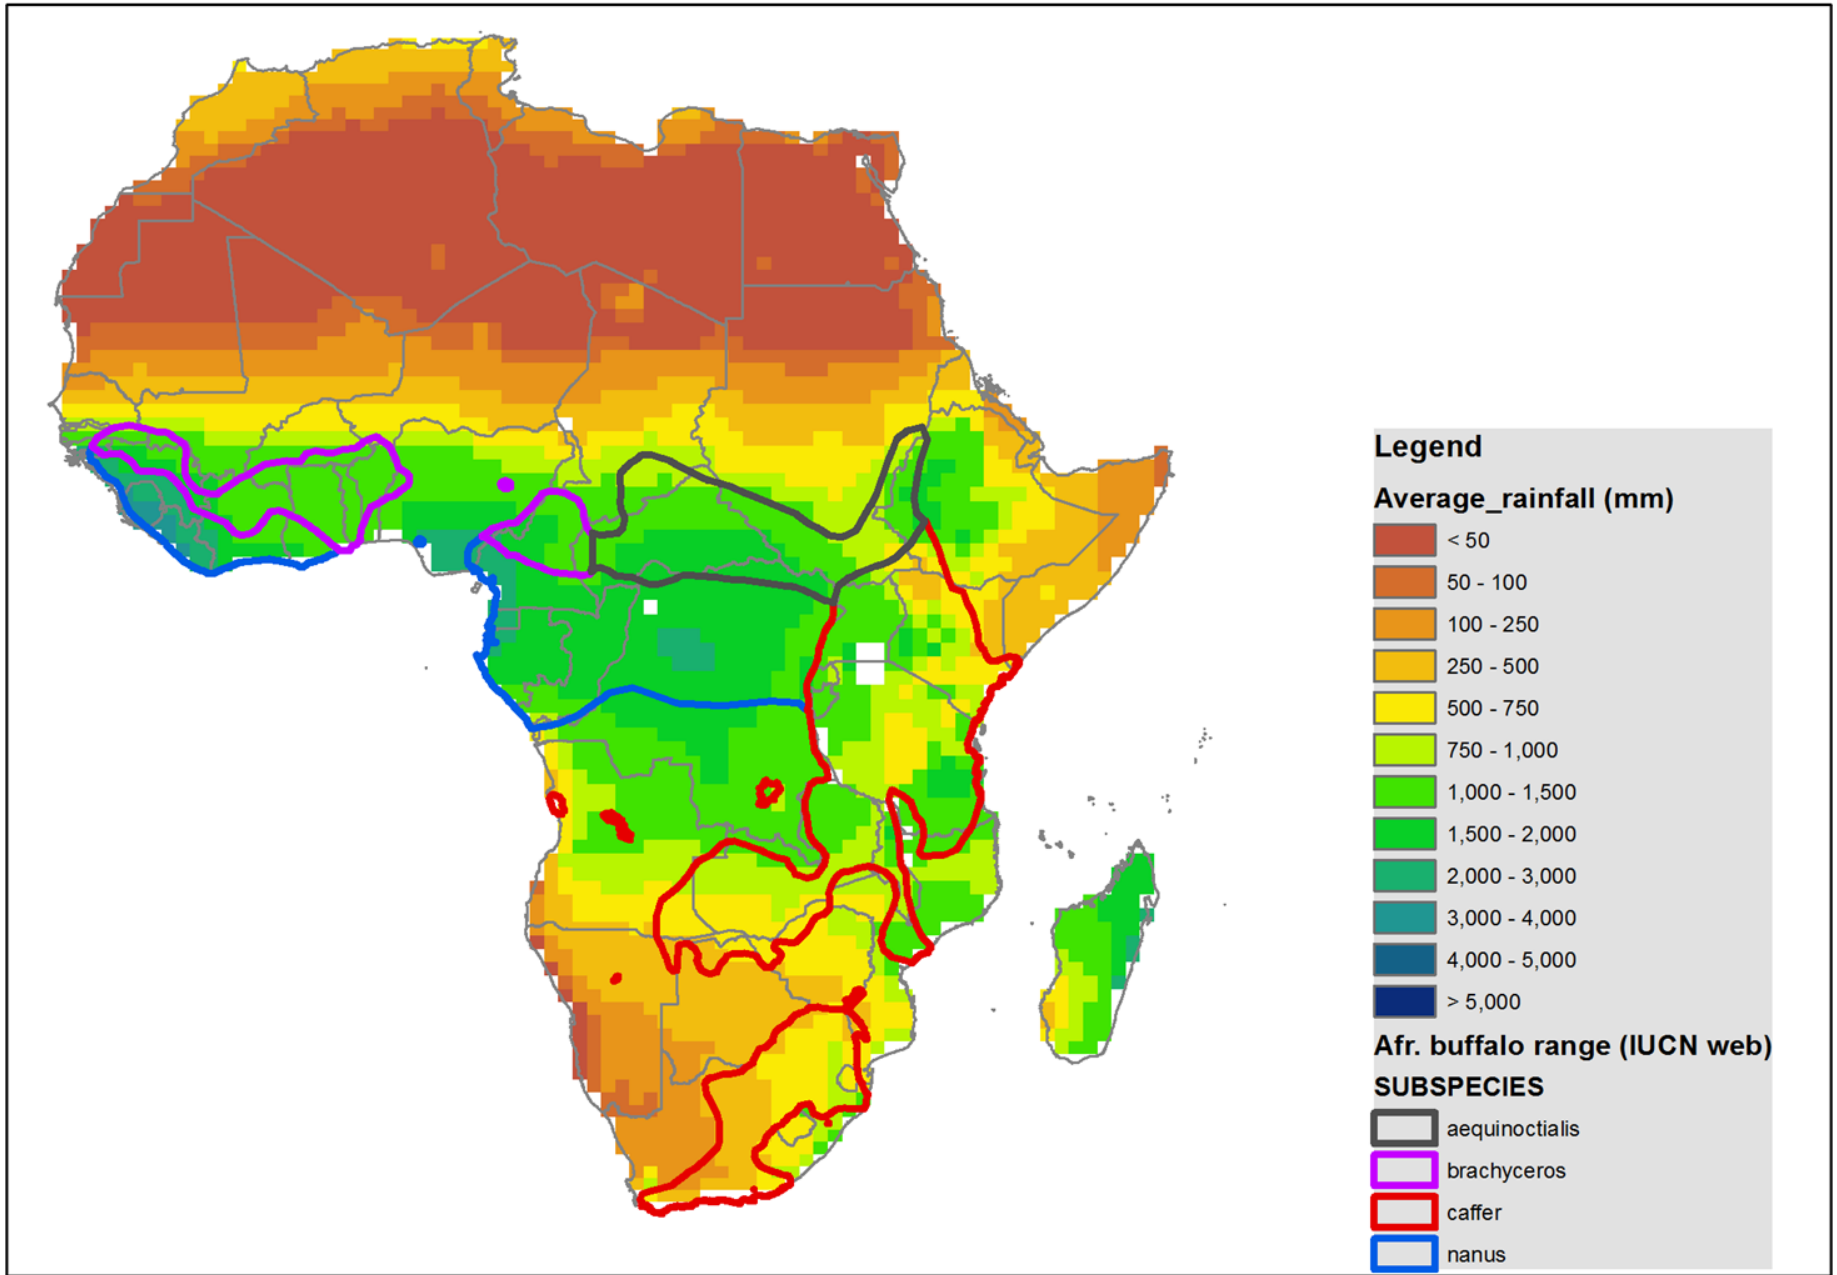 Legend
Average_rainfall (mm)
< 50
50 - 100
100 - 250
250 - 500
500 - 750
750 - 1,000
1,000 - 1,500
1,500 - 2,000
2,000 - 3,000
3,000 - 4,000
4,000 - 5,000
> 5,000
Afr. buffalo range (IUCN web)
SUBSPECIES
aequinoctialis
brachyceros
caffer
nanus